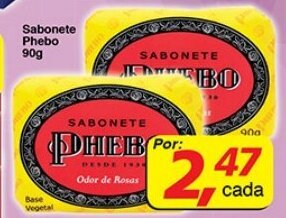 Sabonete
Phebo
90g
SABONETE
PHEBO
90g
SABONETE
PHEBO
DESDE 1930
Odor de Rosas
Base
Vegetal
Por:
2,47
cada